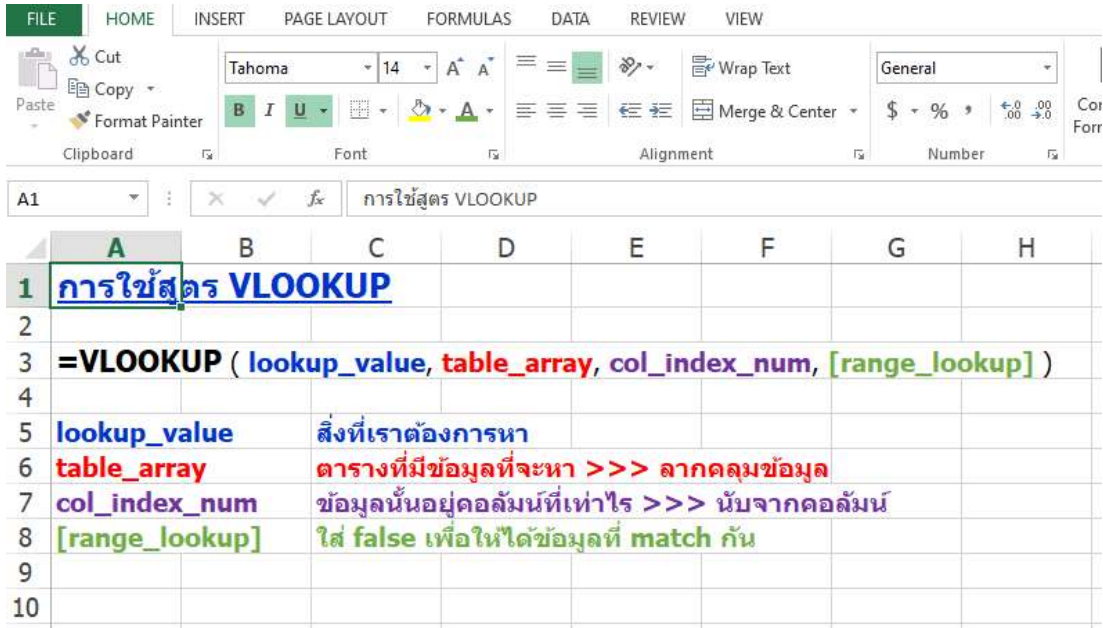 FILE HOME INSERT PAGE LAYOUT FORMULAS DATA REVIEW VIEW
Paste
Cut
Copy
Format Painter
Clipboard
Tahoma 14 A A
B I U A
Font
Wrap Text
Merge & Center
Alignment
General
$ % , .0 .00 .00 .0
Number
A1 fx การใช้สูตร VLOOKUP
A B C D E F G H
1 การใช้สูตร VLOOKUP
2
3 =VLOOKUP ( lookup_value, table_array, col_index_num, [range_lookup] )
4
5 lookup_value สิ่งที่เราต้องการหา
6 table_array ตารางที่มีข้อมูลที่จะหา >>> ลากคลุมข้อมูล
7 col_index_num ข้อมูลนั้นอยู่คอลัมน์ที่เท่าไร >>> นับจากคอลัมน์
8 [range_lookup] ใส่ false เพื่อให้ได้ข้อมูลที่ match กัน
9
10